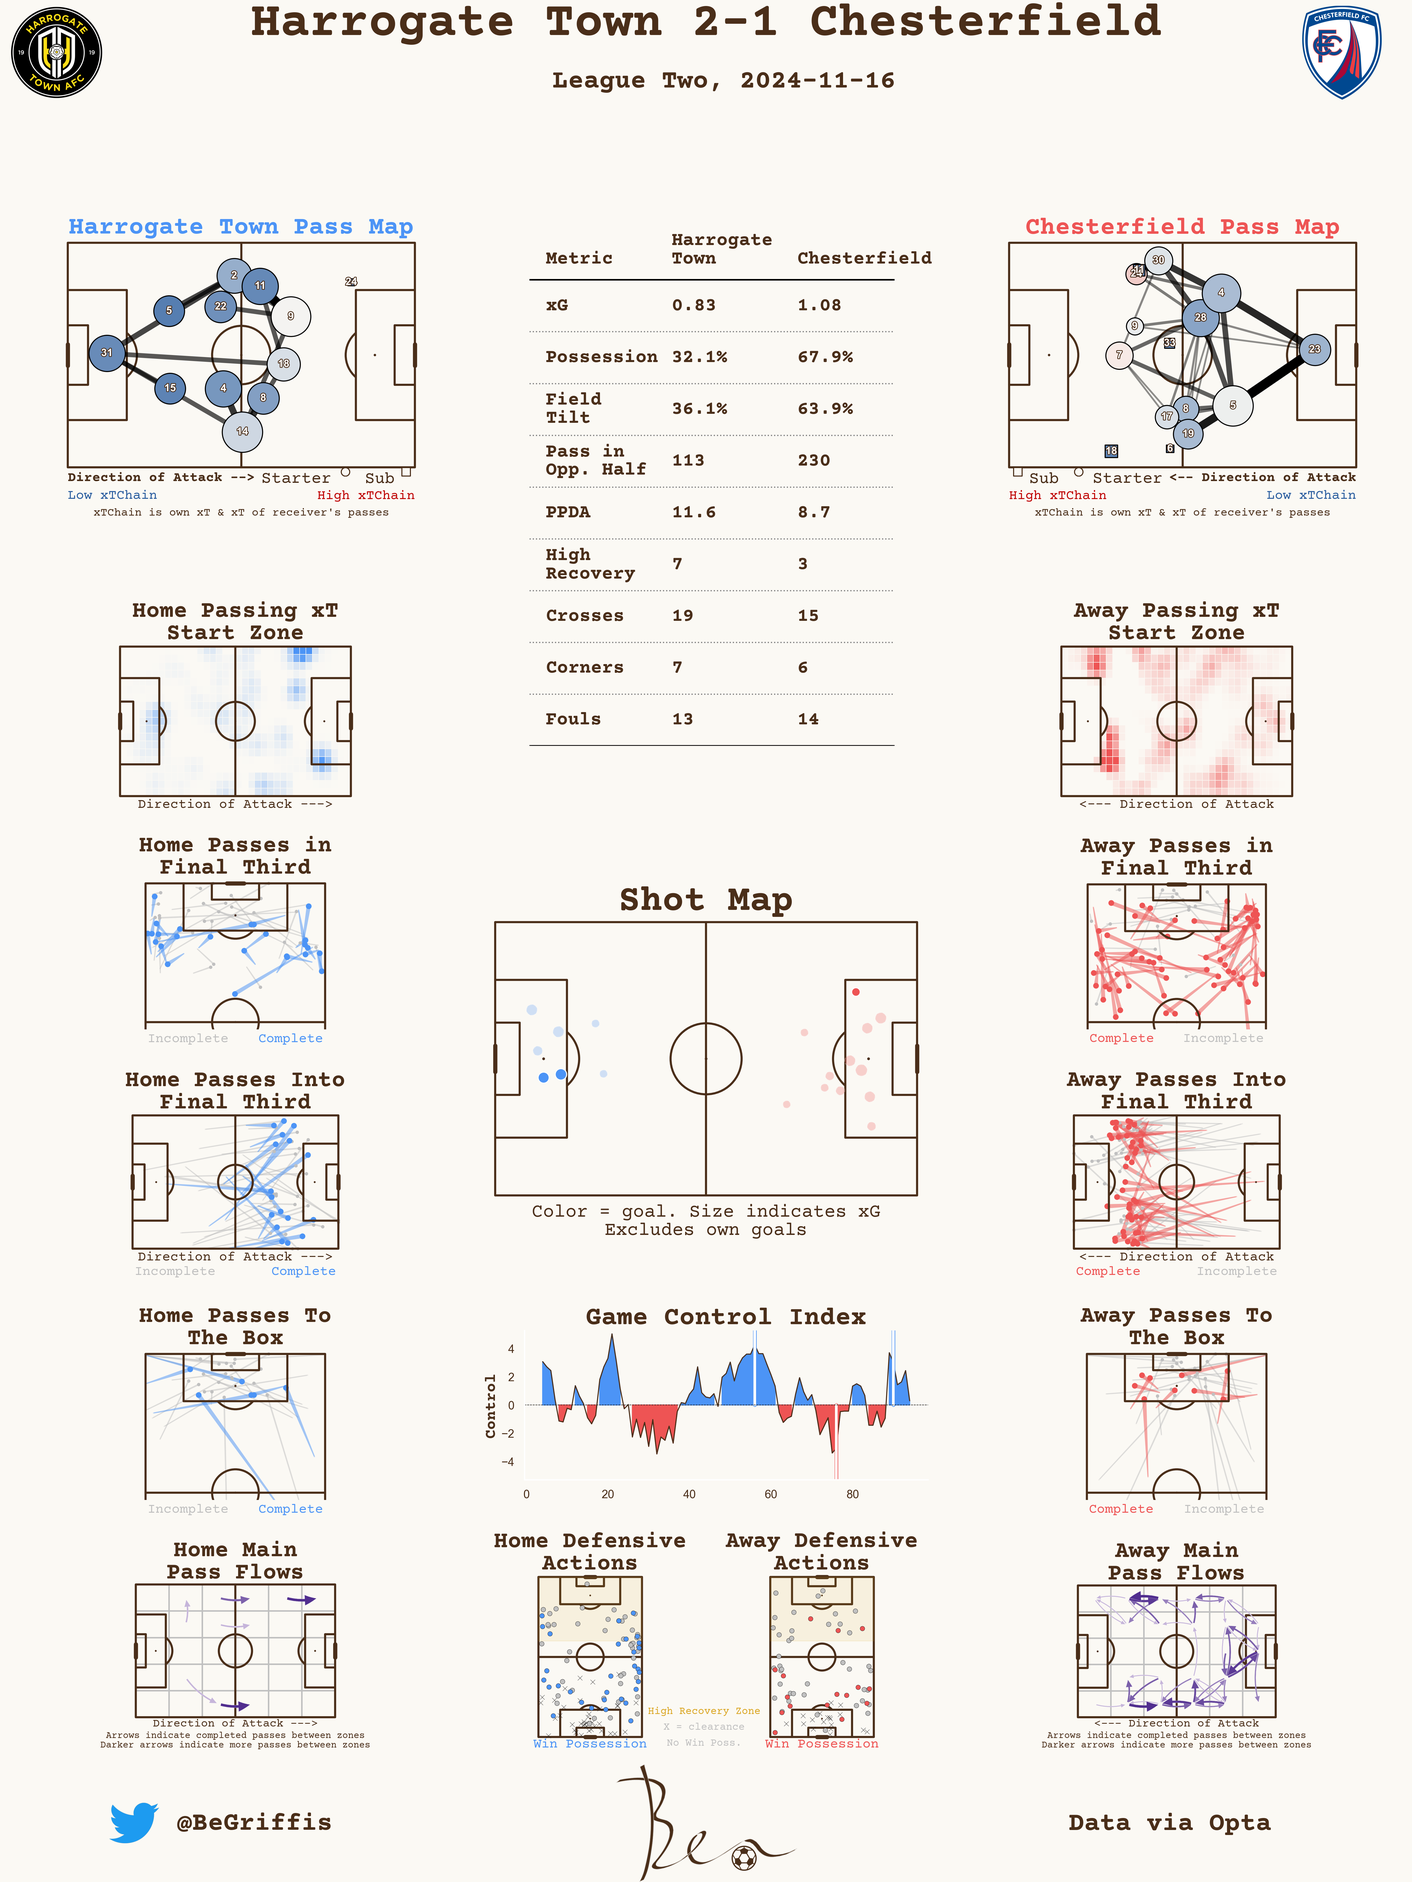 Harrogate Town 2-1 Chesterfield
League Two, 2024-11-16
HARROGATE
19 19
TOWN AFC
CHESTERFIELD FC
Harrogate Town Pass Map
2
11
24
5
22
9
31
18
15
4
8
14
Direction of Attack --> Starter Sub
Low xTChain High xTChain
xTChain is own xT & xT of receiver's passes
Metric Harrogate Town Chesterfield
xG 0.83 1.08
Possession 32.1% 67.9%
Field Tilt 36.1% 63.9%
Pass in Opp. Half 113 230
PPDA 11.6 8.7
High Recovery 7 3
Crosses 19 15
Corners 7 6
Fouls 13 14
Chesterfield Pass Map
30
11
4
28
9
33
7
23
5
17
8
19
18
6
Sub Starter <-- Direction of Attack
High xTChain Low xTChain
xTChain is own xT & xT of receiver's passes
Home Passing xT
Start Zone
Direction of Attack --->
Away Passing xT
Start Zone
<--- Direction of Attack
Home Passes in
Final Third
Incomplete Complete
Away Passes in
Final Third
Complete Incomplete
Shot Map
Color = goal. Size indicates xG
Excludes own goals
Home Passes Into
Final Third
Direction of Attack --->
Incomplete Complete
Away Passes Into
Final Third
<--- Direction of Attack
Complete Incomplete
Home Passes To
The Box
Incomplete Complete
Game Control Index
Control
4
2
0
−2
−4
0 20 40 60 80
Away Passes To
The Box
Complete Incomplete
Home Main
Pass Flows
Direction of Attack --->
Arrows indicate completed passes between zones
Darker arrows indicate more passes between zones
Home Defensive
Actions
Win Possession
Away Defensive
Actions
Win Possession
High Recovery Zone
X = clearance
No Win Poss.
Away Main
Pass Flows
<--- Direction of Attack
Arrows indicate completed passes between zones
Darker arrows indicate more passes between zones
@BeGriffis
Ben
Data via Opta